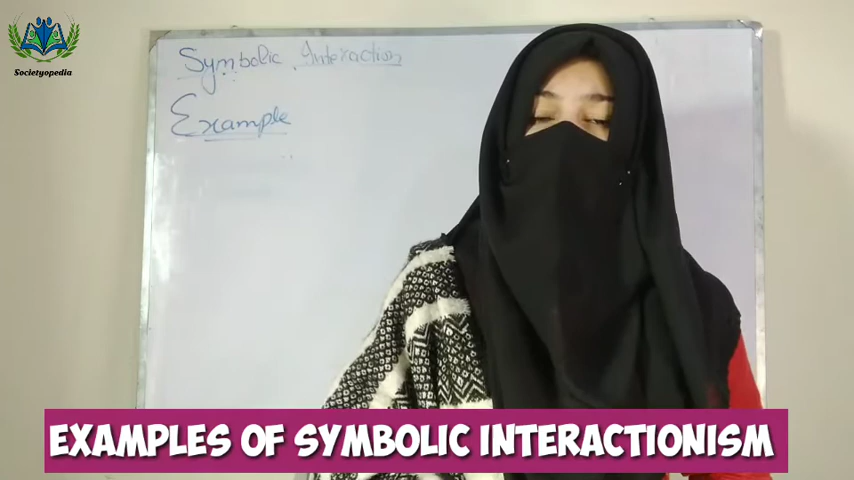 Societyopedia
Symbolic Interaction
Example
EXAMPLES OF SYMBOLIC INTERACTIONISM